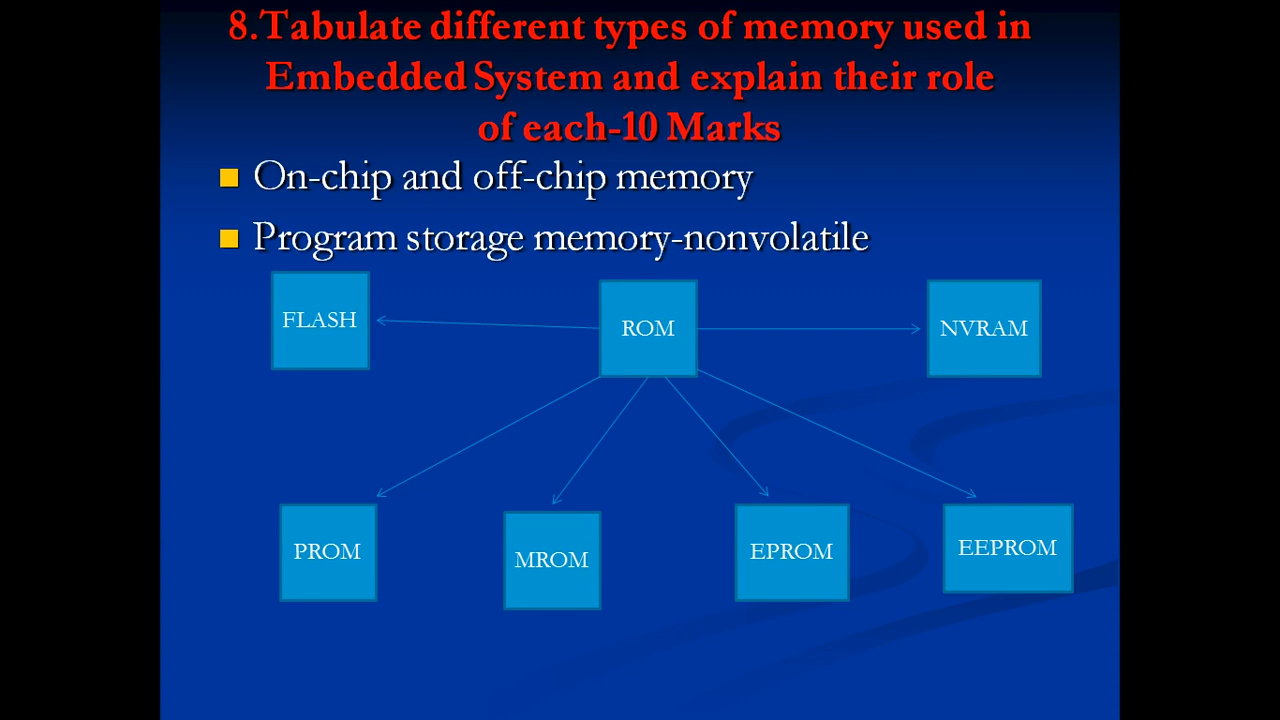 8.Tabulate different types of memory used in
Embedded System and explain their role
of each-10 Marks
On-chip and off-chip memory
Program storage memory-nonvolatile
FLASH
ROM
NVRAM
PROM
MROM
EPROM
EEPROM